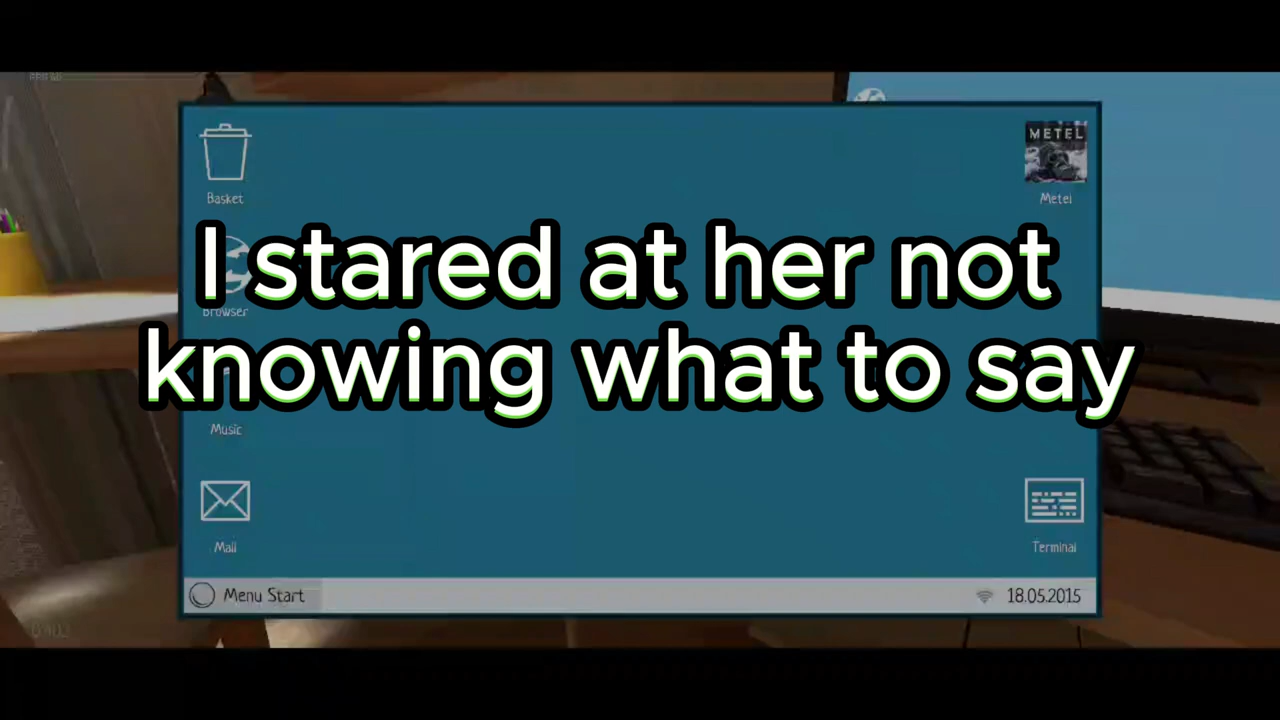 Basket
METEL
Metel
I stared at her not
knowing what to say
Browser
Music
Mail
Terminal
Menu Start
18.05.2015